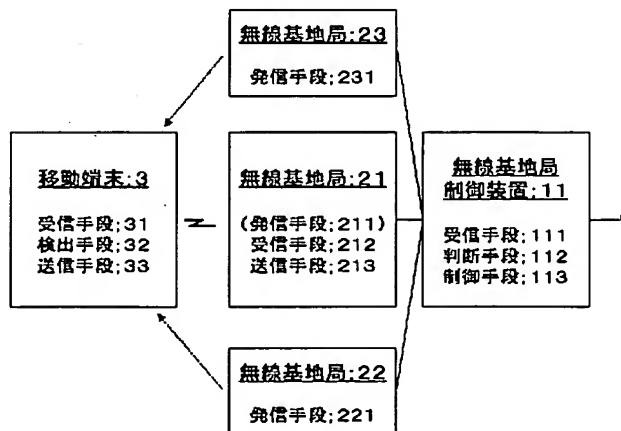 無線基地局:23
発信手段;231
移動端末:3
受信手段;31
検出手段;32
送信手段;33
無線基地局:21
(発信手段;211)
受信手段;212
送信手段;213
無線基地局
制御装置:11
受信手段;111
判断手段;112
制御手段;113
無線基地局:22
発信手段;221